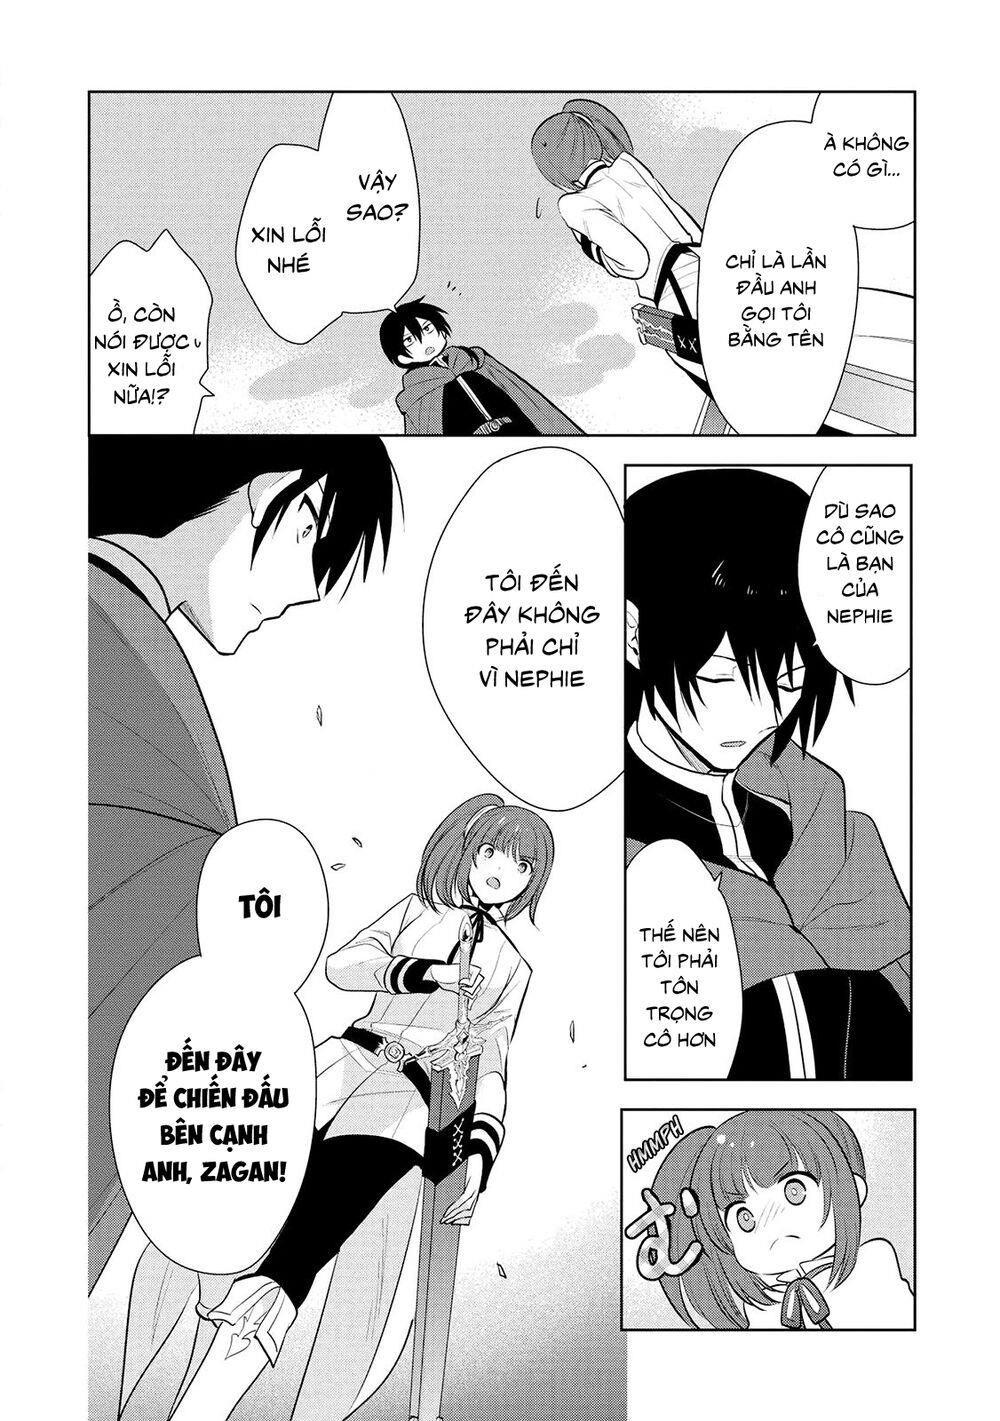 À KHÔNG
CÓ GÌ...
CHỈ LÀ LẦN
ĐẦU ANH
GỌI TÔI
BẰNG TÊN
VẬY
SAO?
XIN LỖI
NHÉ
Ồ, CÒN
NÓI ĐƯỢC
XIN LỖI
NỮA!?
DÙ SAO
CÔ CŨNG
LÀ BẠN
CỦA
NEPHIE
THẾ NÊN
TÔI PHẢI
TÔN
TRỌNG
CÔ HƠN
HMMPH
む
TÔI ĐẾN
ĐÂY KHÔNG
PHẢI CHỈ
VÌ NEPHIE
TÔI
ĐẾN ĐÂY
ĐỂ CHIẾN ĐẤU
BÊN CẠNH
ANH, ZAGAN!